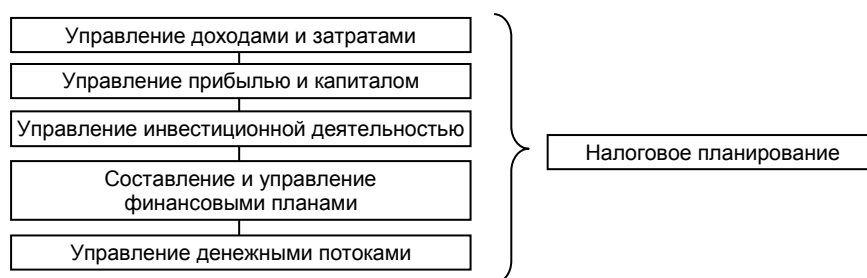 Управление доходами и затратами
Управление прибылью и капиталом
Управление инвестиционной деятельностью
Составление и управление
финансовыми планами
Управление денежными потоками
Налоговое планирование